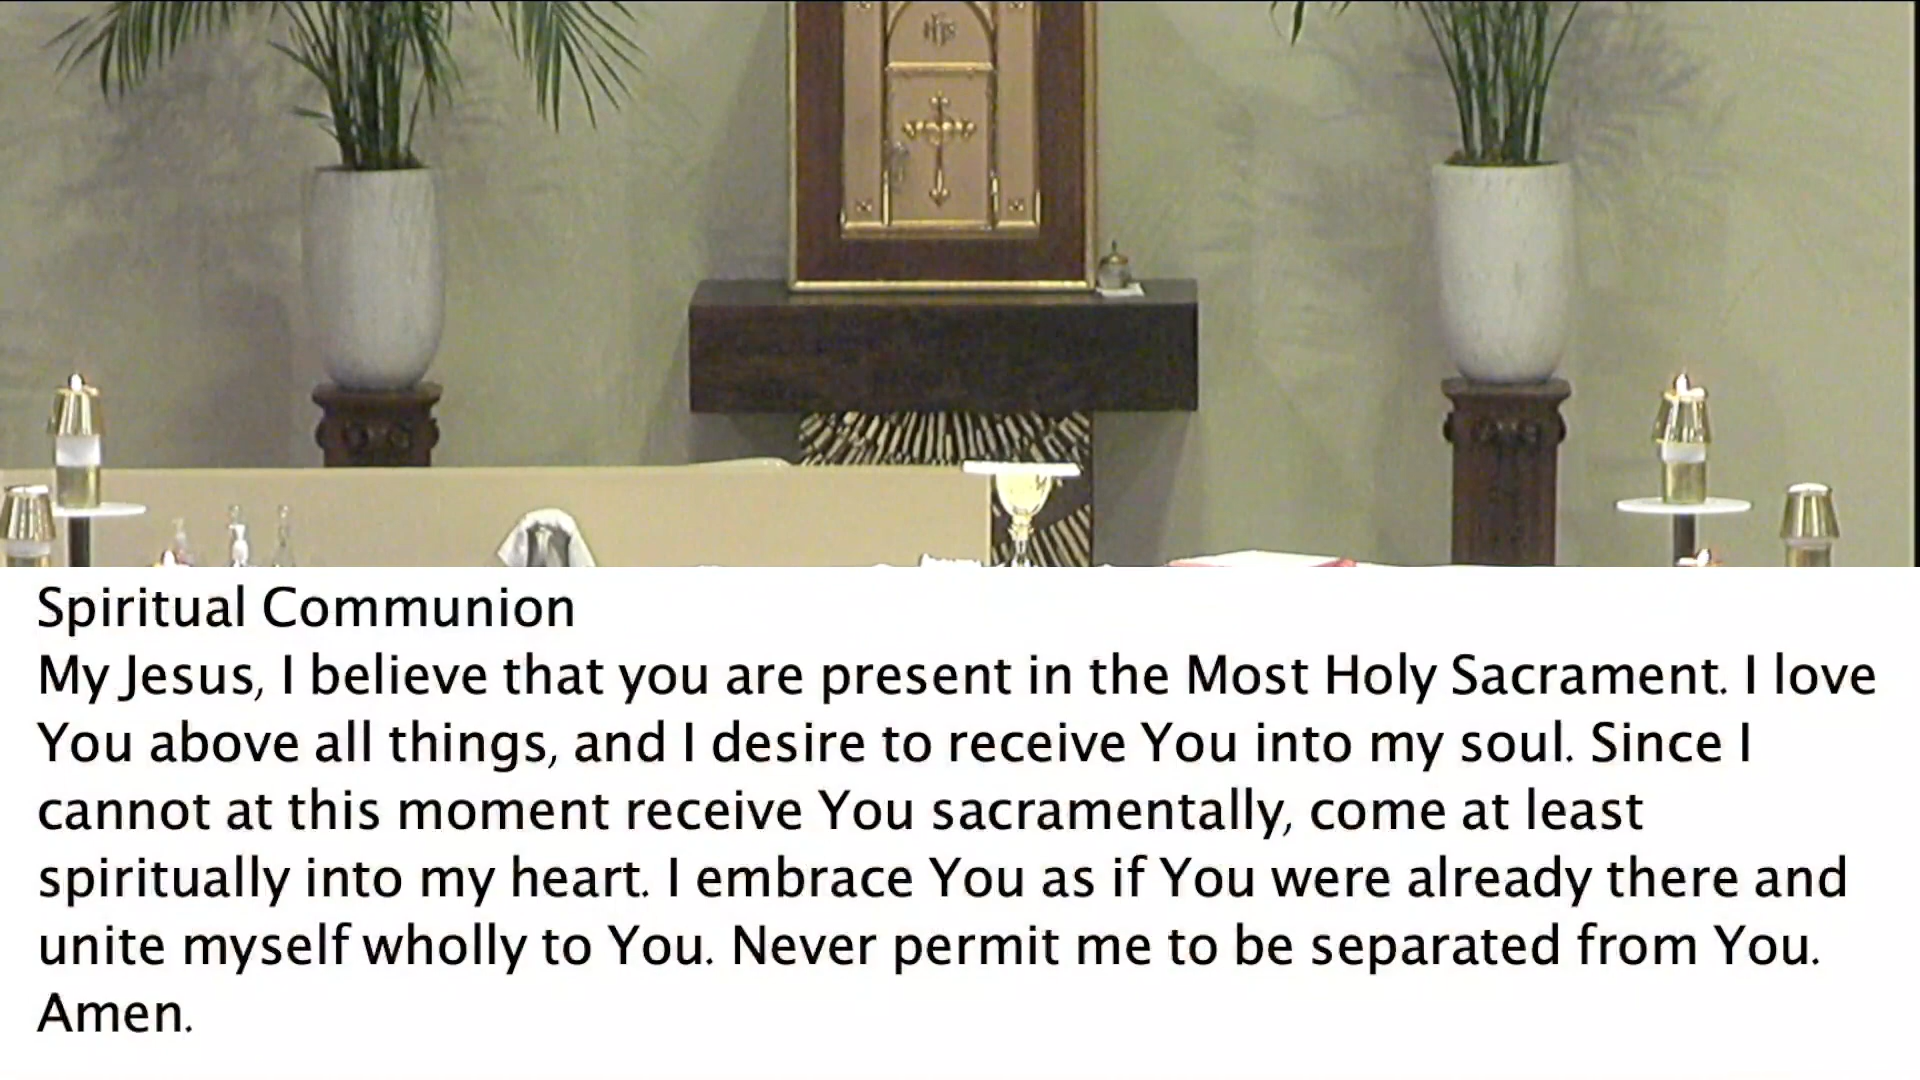 IHS
Spiritual Communion
My Jesus, I believe that you are present in the Most Holy Sacrament. I love
You above all things, and I desire to receive You into my soul. Since I
cannot at this moment receive You sacramentally, come at least
spiritually into my heart. I embrace You as if You were already there and
unite myself wholly to You. Never permit me to be separated from You.
Amen.